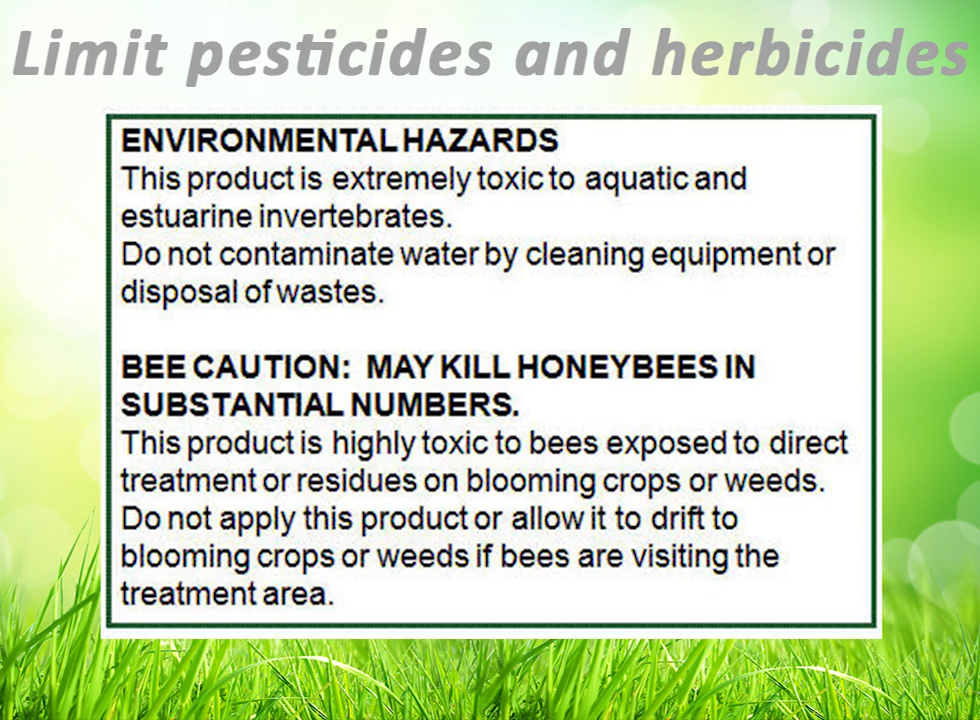 Limit pesticides and herbicides
ENVIRONMENTAL HAZARDS
This product is extremely toxic to aquatic and
estuarine invertebrates.
Do not contaminate water by cleaning equipment or
disposal of wastes.
BEE CAUTION: MAY KILL HONEYBEES IN
SUBSTANTIAL NUMBERS.
This product is highly toxic to bees exposed to direct
treatment or residues on blooming crops or weeds.
Do not apply this product or allow it to drift to
blooming crops or weeds if bees are visiting the
treatment area.